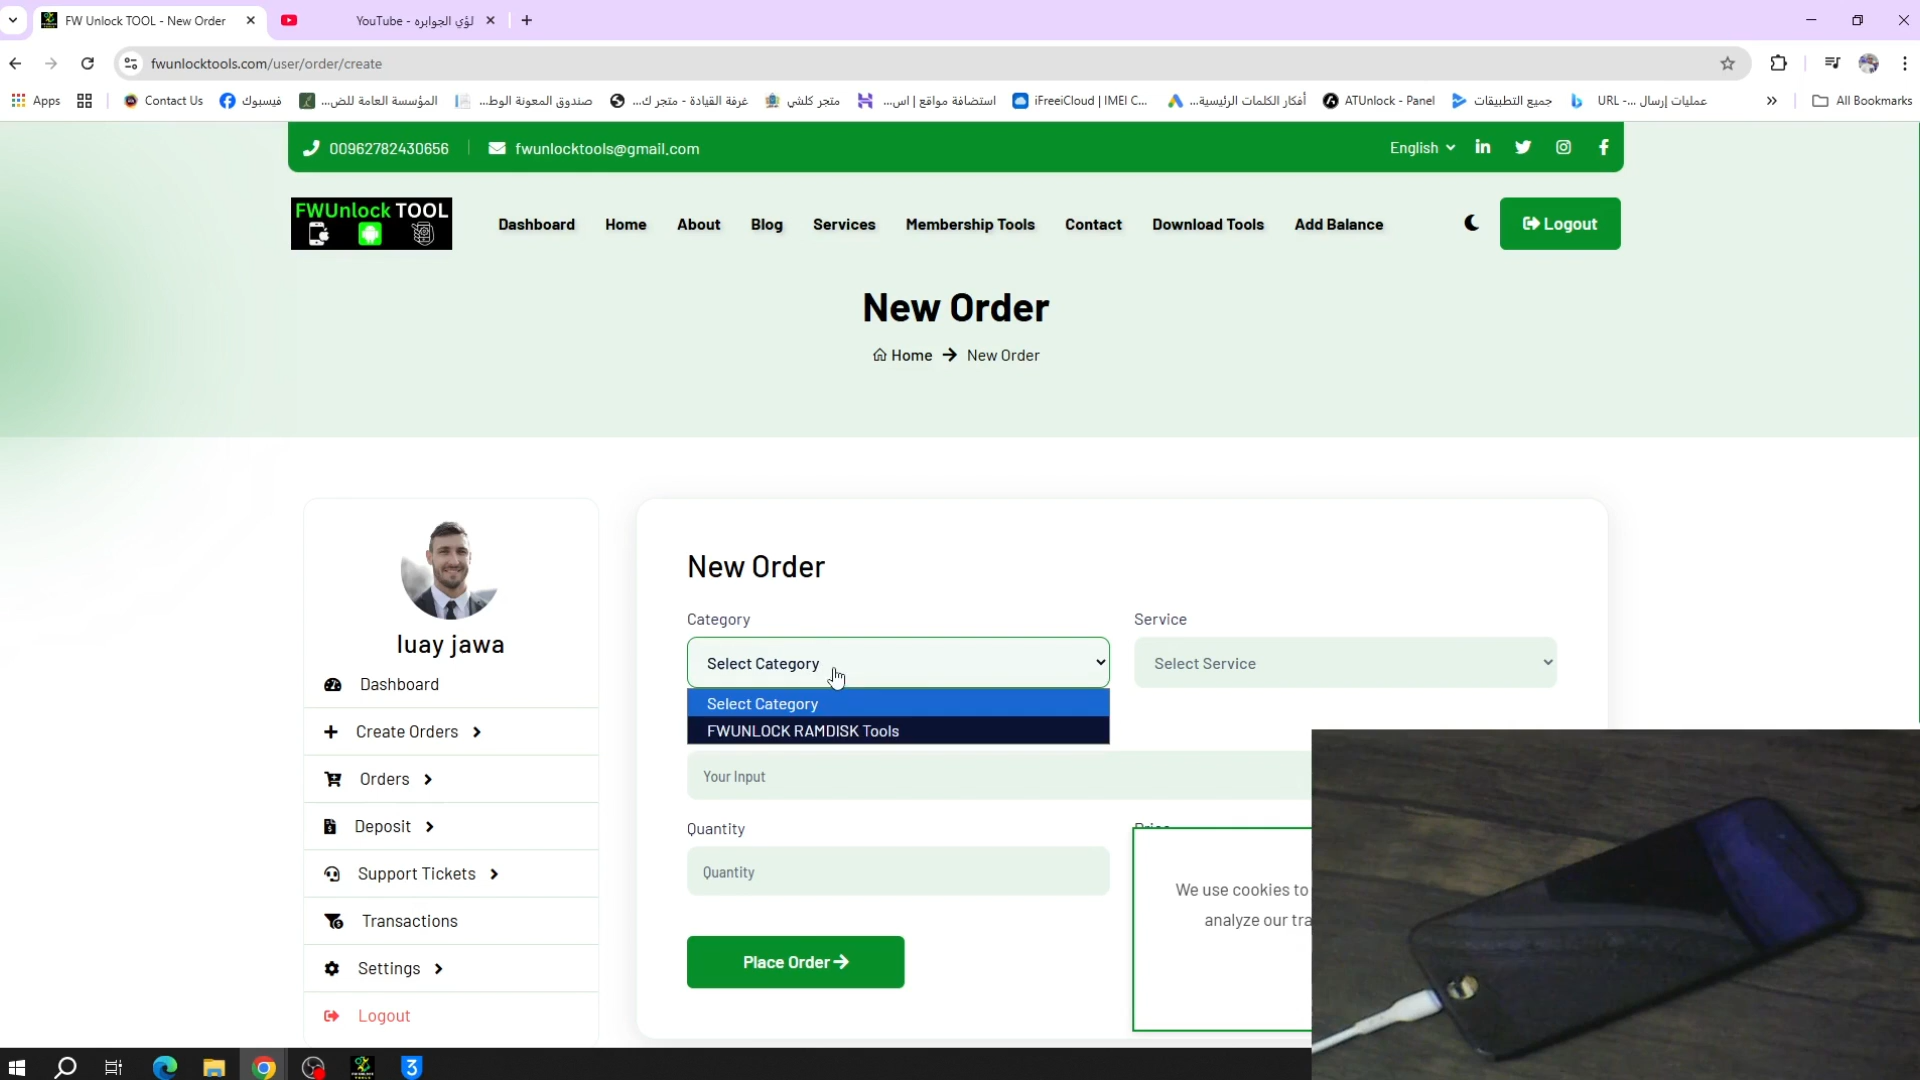 FW Unlock TOOL - New Order
YouTube - لؤي الجوابره
fwunlocktools.com/user/order/create
Apps
Contact Us
فيسبوك
المؤسسة العامة للض...
صندوق المعونة الوط...
غرفة القيادة - متجر ك...
متجر كلشي
استضافة مواقع | اس...
iFreeiCloud | IMEI C...
أفكار الكلمات الرئيسية...
ATUnlock - Panel
جميع التطبيقات
عمليات إرسال URL -...
All Bookmarks
00962782430656
fwunlocktools@gmail.com
English
FWUnlock TOOL
Dashboard
Home
About
Blog
Services
Membership Tools
Contact
Download Tools
Add Balance
Logout
New Order
Home
New Order
luay jawa
Dashboard
Create Orders
Orders
Deposit
Support Tickets
Transactions
Settings
Logout
New Order
Category
Service
Select Category
Select Service
Select Category
FWUNLOCK RAMDISK Tools
Your Input
Quantity
Price
Quantity
We use cookies to
analyze our tra
Place Order